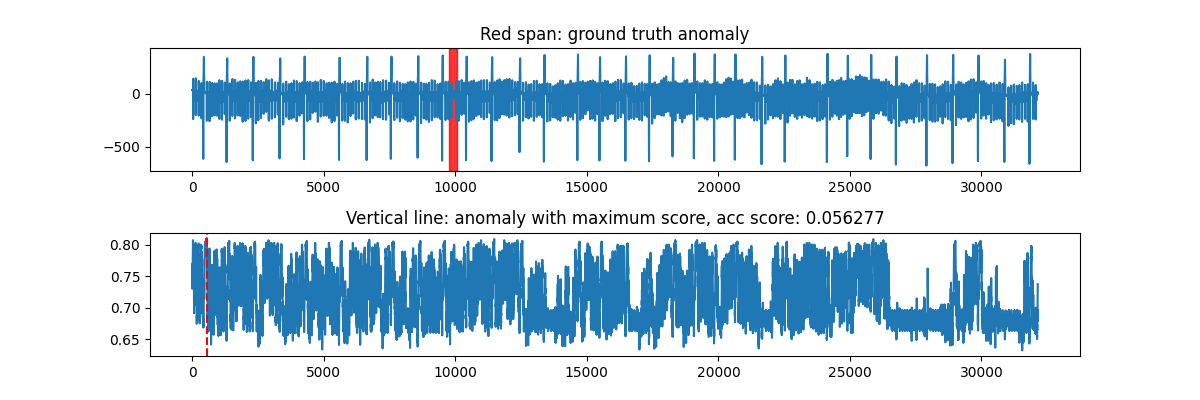 Red span: ground truth anomaly
0
−500
0 5000 10000 15000 20000 25000 30000
Vertical line: anomaly with maximum score, acc score: 0.056277
0.80
0.75
0.70
0.65
0 5000 10000 15000 20000 25000 30000